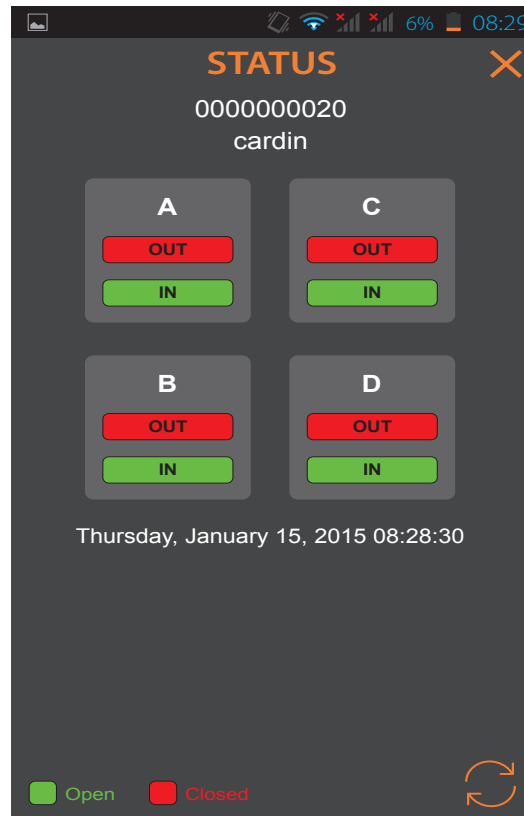 6% 08:29
STATUS
0000000020
cardin
A
OUT
IN
C
OUT
IN
B
OUT
IN
D
OUT
IN
Thursday, January 15, 2015 08:28:30
Open Closed